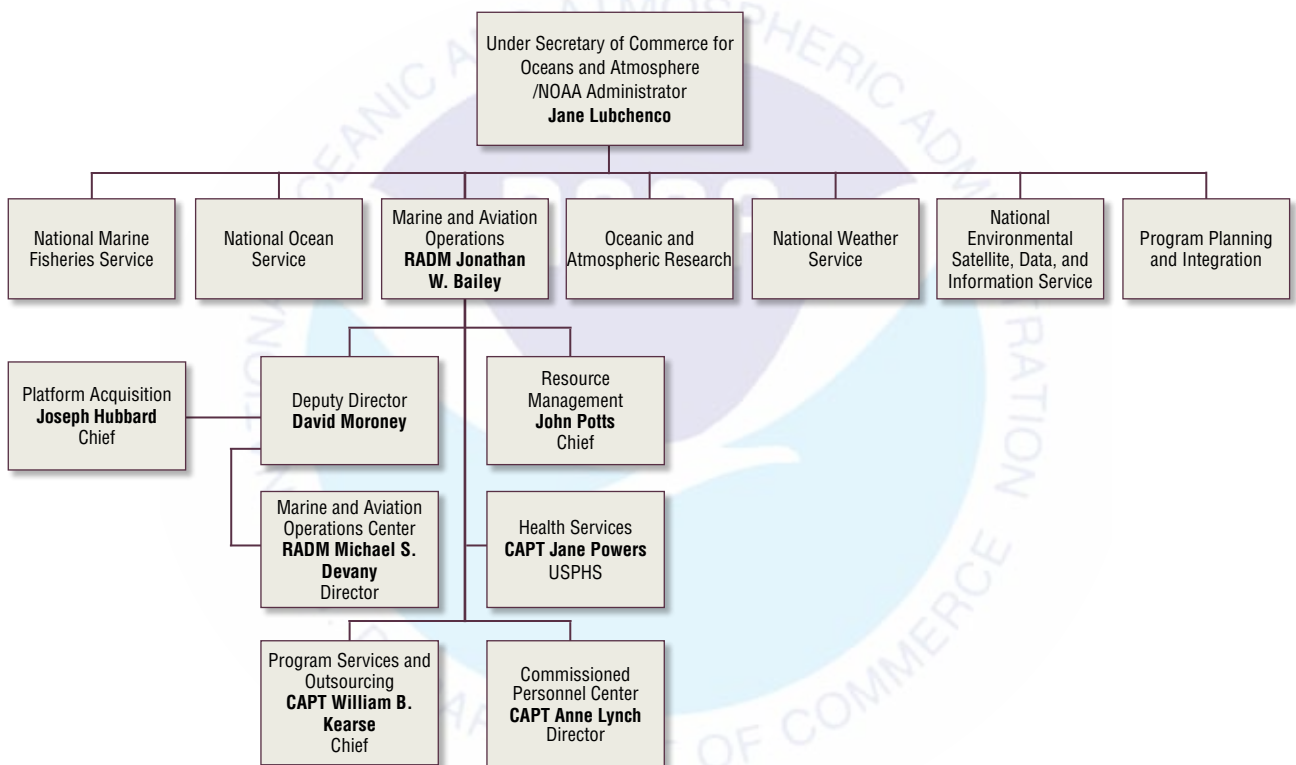 Under Secretary of Commerce for
Oceans and Atmosphere
/NOAA Administrator
Jane Lubchenco
National Marine
Fisheries Service
National Ocean
Service
Marine and Aviation
Operations
RADM Jonathan
W. Bailey
Oceanic and
Atmospheric Research
National Weather
Service
National
Environmental
Satellite, Data, and
Information Service
Program Planning
and Integration
Platform Acquisition
Joseph Hubbard
Chief
Deputy Director
David Moroney
Resource
Management
John Potts
Chief
Marine and Aviation
Operations Center
RADM Michael S.
Devany
Director
Health Services
CAPT Jane Powers
USPHS
Program Services and
Outsourcing
CAPT William B.
Kearse
Chief
Commissioned
Personnel Center
CAPT Anne Lynch
Director
OF COMMERCE